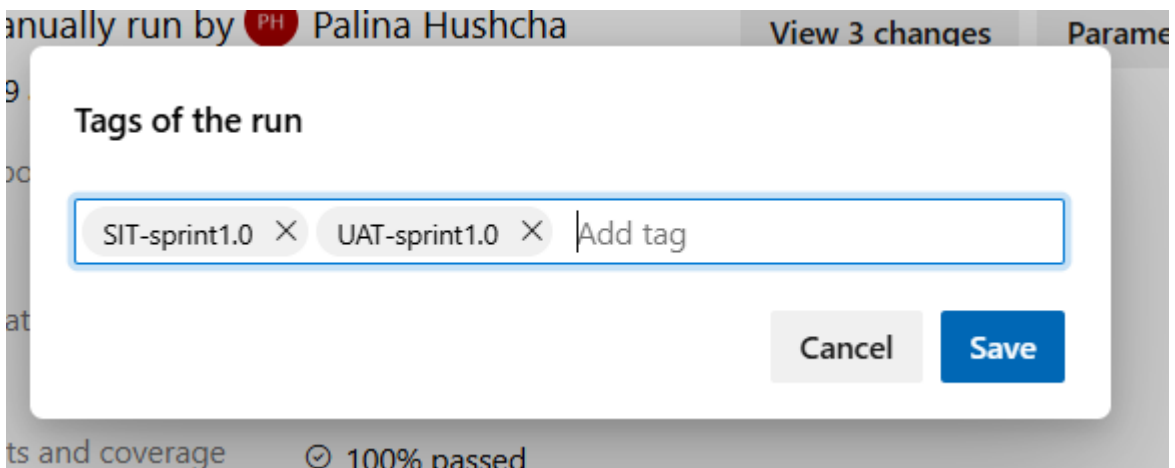 anually run by PH Palina Hushcha
View 3 changes
Parame
9
Tags of the run
SIT-sprint1.0 UAT-sprint1.0 Add tag
at
Cancel Save
ts and coverage
100% passed